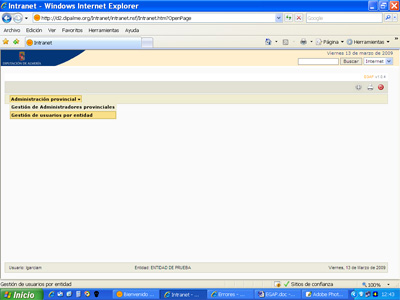 Intranet - Windows Internet Explorer
http://d2.dipalme.org/Intranet/Intranet.nsf/Intranet.htm?OpenPage
Google
Archivo Edición Ver Favoritos Herramientas Ayuda
Intranet
Página Herramientas
DIPUTACIÓN DE ALMERÍA
Viernes 13 de marzo de 2009
Buscar Internet
Administración provincial
Gestión de Administradores provinciales
Gestión de usuarios por entidad
Usuario: igarciam
Entidad: ENTIDAD DE PRUEBA
Viernes, 13 de Marzo de 2009
Gestión de usuarios por entidad
Sitios de confianza
100%
Inicio
Bienvenido ...
Intranet - ...
Errores - ...
EGAP.doc - ...
Adobe Phot...
12:43